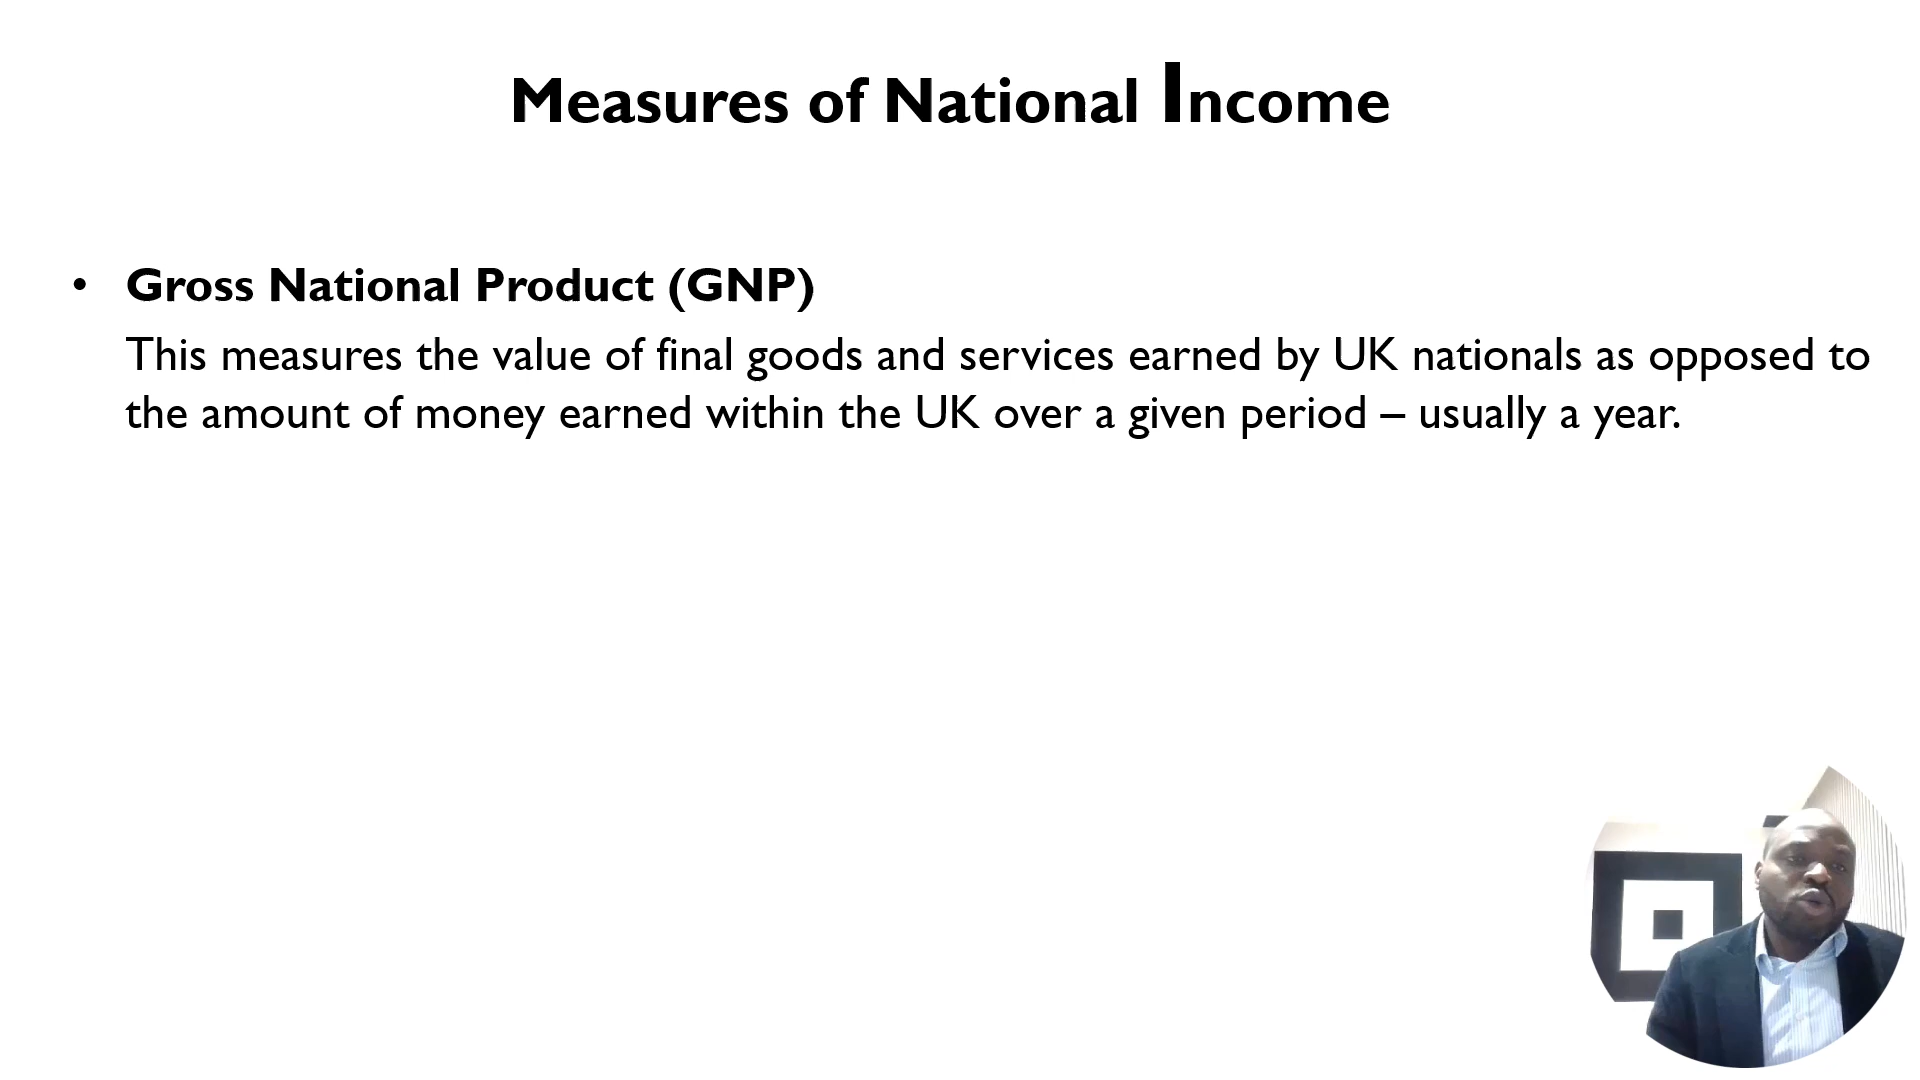 Measures of National Income
• Gross National Product (GNP)
This measures the value of final goods and services earned by UK nationals as opposed to
the amount of money earned within the UK over a given period – usually a year.